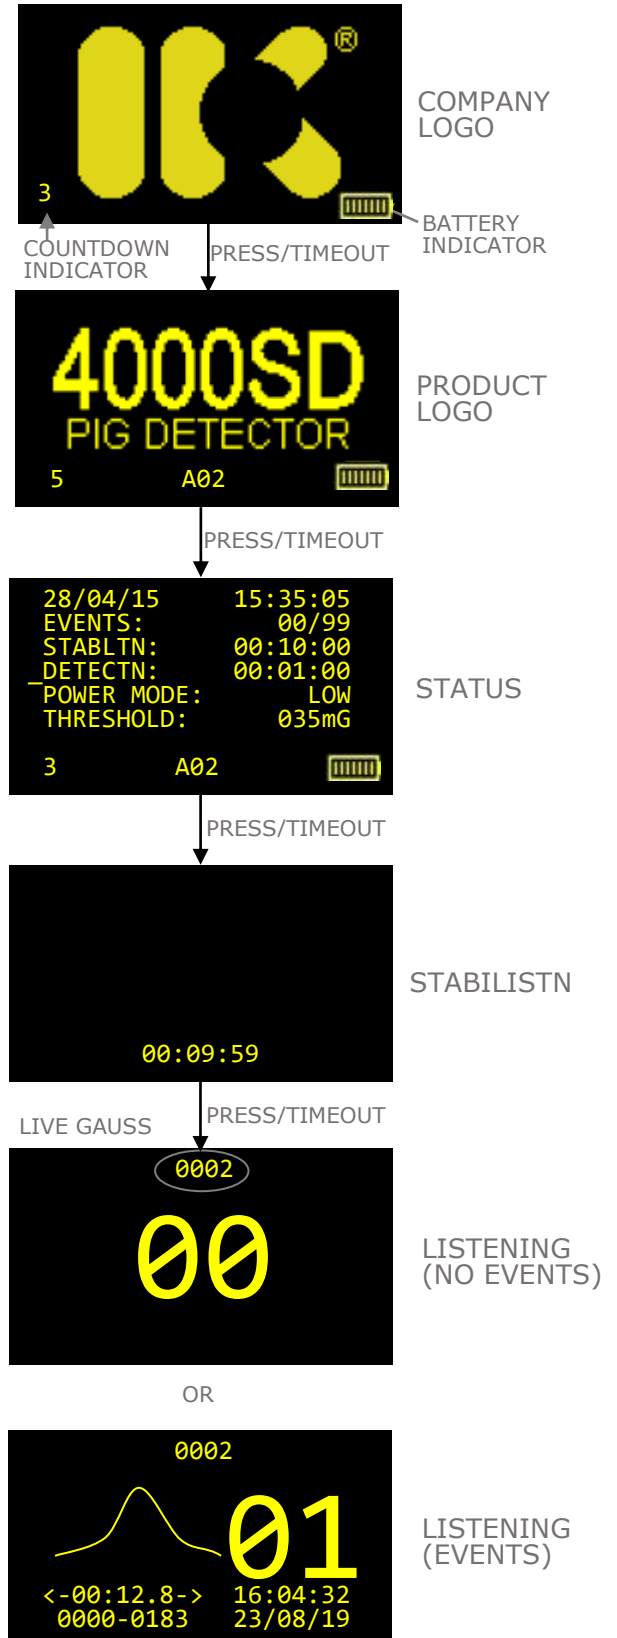 ®
COMPANY
LOGO
3
COUNTDOWN
INDICATOR
PRESS/TIMEOUT
BATTERY
INDICATOR
4000SD
PIG DETECTOR
5 A02
PRODUCT
LOGO
PRESS/TIMEOUT
28/04/15 15:35:05
EVENTS: 00/99
STABLTN: 00:10:00
_DETECTN: 00:01:00
POWER MODE: LOW
THRESHOLD: 035mG
3 A02
STATUS
PRESS/TIMEOUT
00:09:59
STABILISTN
PRESS/TIMEOUT
LIVE GAUSS
0002
00
LISTENING
(NO EVENTS)
OR
0002
01
<-00:12.8-> 16:04:32
0000-0183 23/08/19
LISTENING
(EVENTS)